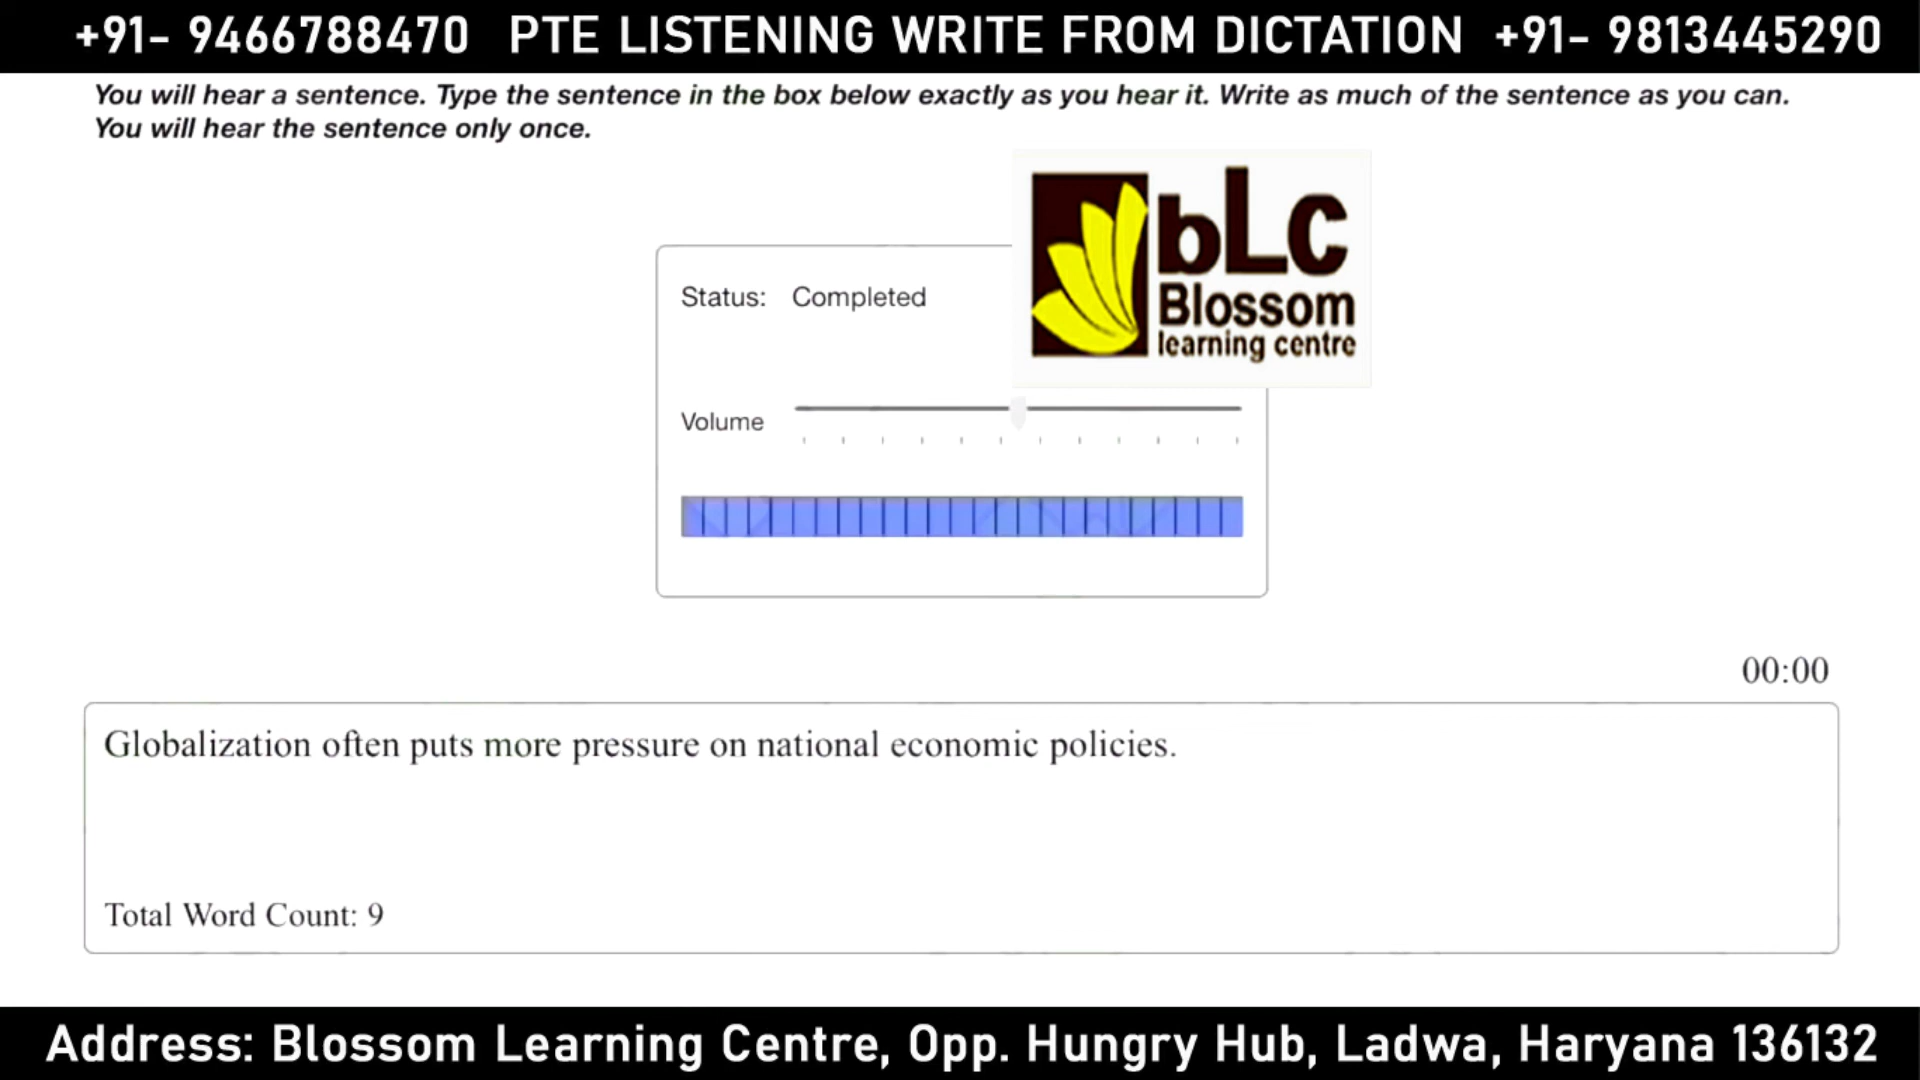 +91- 9466788470 PTE LISTENING WRITE FROM DICTATION +91- 9813445290
You will hear a sentence. Type the sentence in the box below exactly as you hear it. Write as much of the sentence as you can.
You will hear the sentence only once.
bLc
Blossom
learning centre
Status: Completed
Volume
00:00
Globalization often puts more pressure on national economic policies.
Total Word Count: 9
Address: Blossom Learning Centre, Opp. Hungry Hub, Ladwa, Haryana 136132